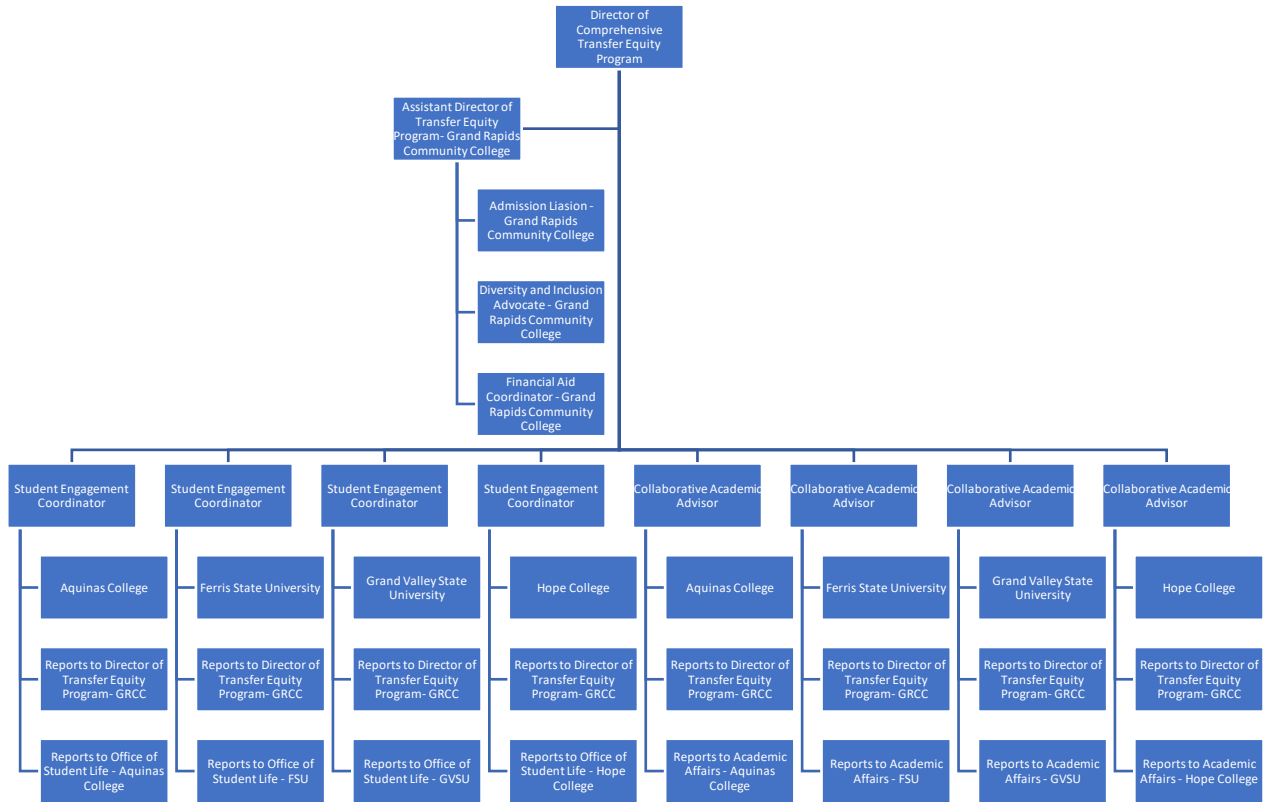 Director of
Comprehensive
Transfer Equity
Program
Assistant Director of
Transfer Equity
Program- Grand Rapids
Community College
Admission Liasion -
Grand Rapids
Community College
Diversity and Inclusion
Advocate - Grand
Rapids Community
College
Financial Aid
Coordinator - Grand
Rapids Community
College
Student Engagement
Coordinator
Aquinas College
Reports to Director of
Transfer Equity
Program- GRCC
Reports to Office of
Student Life - Aquinas
College
Student Engagement
Coordinator
Ferris State University
Reports to Director of
Transfer Equity
Program- GRCC
Reports to Office of
Student Life - FSU
Student Engagement
Coordinator
Grand Valley State
University
Reports to Director of
Transfer Equity
Program- GRCC
Reports to Office of
Student Life - GVSU
Student Engagement
Coordinator
Hope College
Reports to Director of
Transfer Equity
Program- GRCC
Reports to Office of
Student Life - Hope
College
Collaborative Academic
Advisor
Aquinas College
Reports to Director of
Transfer Equity
Program- GRCC
Reports to Academic
Affairs - Aquinas
College
Collaborative Academic
Advisor
Ferris State University
Reports to Director of
Transfer Equity
Program- GRCC
Reports to Academic
Affairs - FSU
Collaborative Academic
Advisor
Grand Valley State
University
Reports to Director of
Transfer Equity
Program- GRCC
Reports to Academic
Affairs - GVSU
Collaborative Academic
Advisor
Hope College
Reports to Director of
Transfer Equity
Program- GRCC
Reports to Academic
Affairs - Hope College